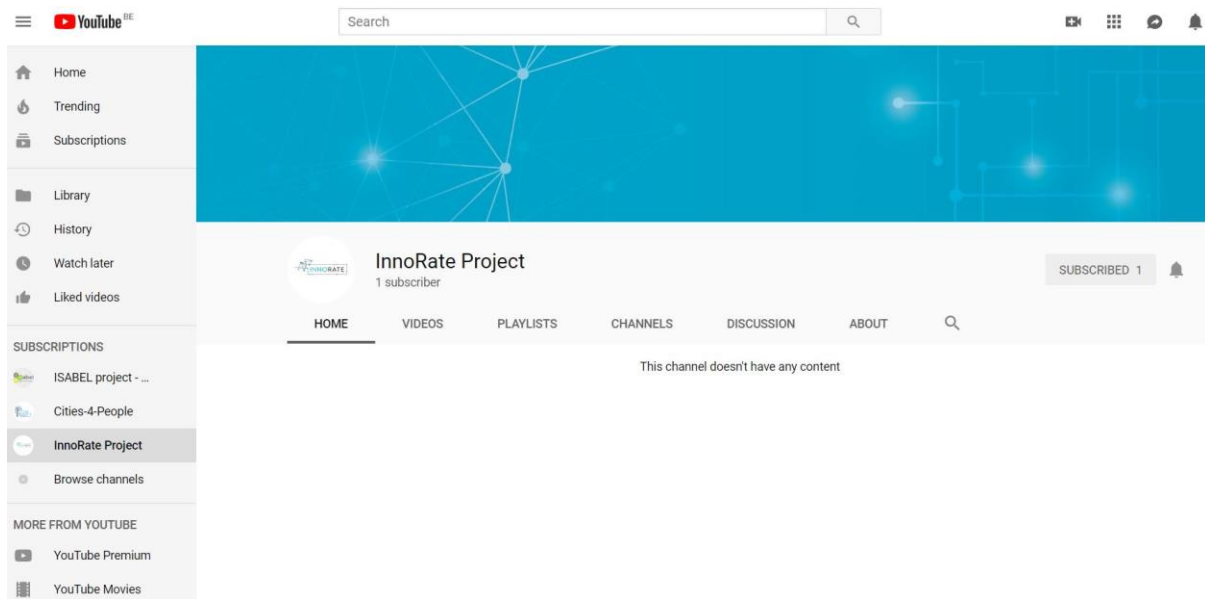 YouTube BE
Search
Home
Trending
Subscriptions
Library
History
Watch later
Liked videos
SUBSCRIPTIONS
ISABEL project - ...
Cities-4-People
InnoRate Project
Browse channels
MORE FROM YOUTUBE
YouTube Premium
YouTube Movies
INNORATE
InnoRate Project
1 subscriber
SUBSCRIBED 1
HOME VIDEOS PLAYLISTS CHANNELS DISCUSSION ABOUT
This channel doesn't have any content